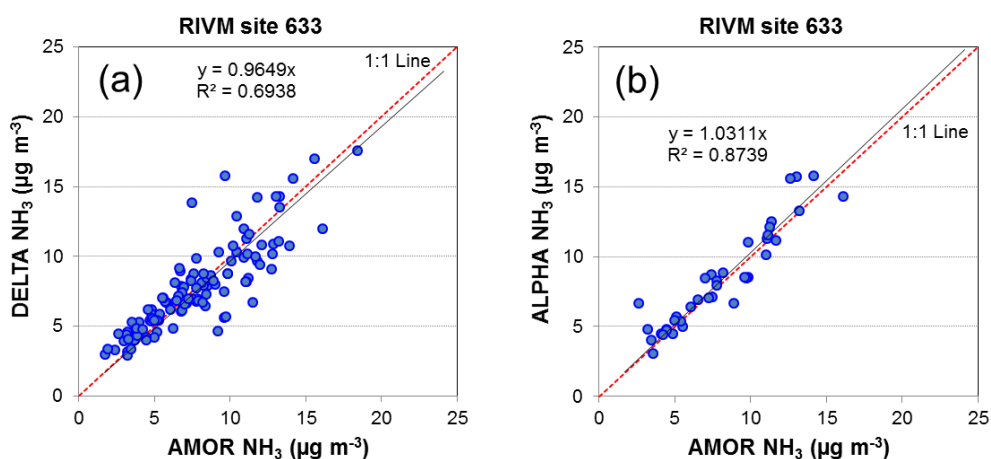 RIVM site 633
25
20
15
10
5
0
DELTA NH₃ (µg m⁻³)
(a)
y = 0.9649x
R² = 0.6938
1:1 Line
0 5 10 15 20 25
AMOR NH₃ (µg m⁻³)
RIVM site 633
25
20
15
10
5
0
ALPHA NH₃ (µg m⁻³)
(b)
y = 1.0311x
R² = 0.8739
1:1 Line
0 5 10 15 20 25
AMOR NH₃ (µg m⁻³)